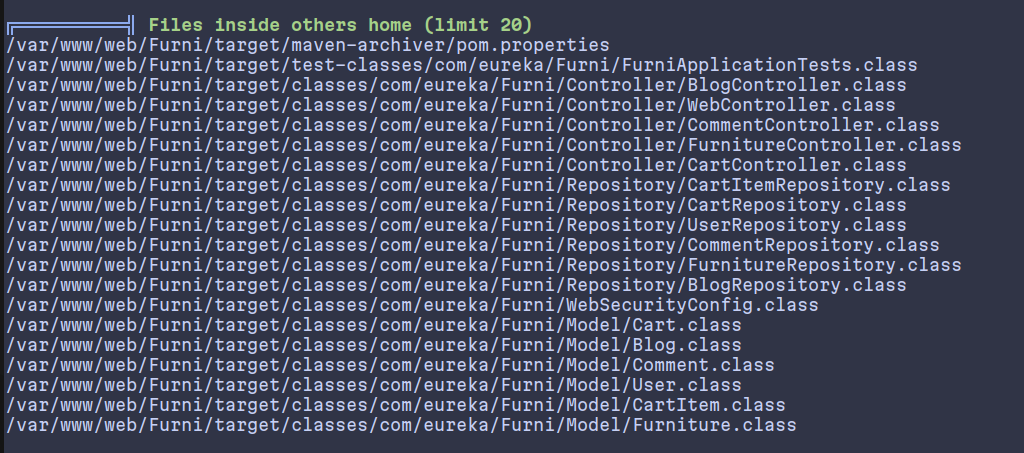 ╔══════════╣ Files inside others home (limit 20)
/var/www/web/Furni/target/maven-archiver/pom.properties
/var/www/web/Furni/target/test-classes/com/eureka/Furni/FurniApplicationTests.class
/var/www/web/Furni/target/classes/com/eureka/Furni/Controller/BlogController.class
/var/www/web/Furni/target/classes/com/eureka/Furni/Controller/WebController.class
/var/www/web/Furni/target/classes/com/eureka/Furni/Controller/CommentController.class
/var/www/web/Furni/target/classes/com/eureka/Furni/Controller/FurnitureController.class
/var/www/web/Furni/target/classes/com/eureka/Furni/Controller/CartController.class
/var/www/web/Furni/target/classes/com/eureka/Furni/Repository/CartItemRepository.class
/var/www/web/Furni/target/classes/com/eureka/Furni/Repository/CartRepository.class
/var/www/web/Furni/target/classes/com/eureka/Furni/Repository/UserRepository.class
/var/www/web/Furni/target/classes/com/eureka/Furni/Repository/CommentRepository.class
/var/www/web/Furni/target/classes/com/eureka/Furni/Repository/FurnitureRepository.class
/var/www/web/Furni/target/classes/com/eureka/Furni/Repository/BlogRepository.class
/var/www/web/Furni/target/classes/com/eureka/Furni/WebSecurityConfig.class
/var/www/web/Furni/target/classes/com/eureka/Furni/Model/Cart.class
/var/www/web/Furni/target/classes/com/eureka/Furni/Model/Blog.class
/var/www/web/Furni/target/classes/com/eureka/Furni/Model/Comment.class
/var/www/web/Furni/target/classes/com/eureka/Furni/Model/User.class
/var/www/web/Furni/target/classes/com/eureka/Furni/Model/CartItem.class
/var/www/web/Furni/target/classes/com/eureka/Furni/Model/Furniture.class